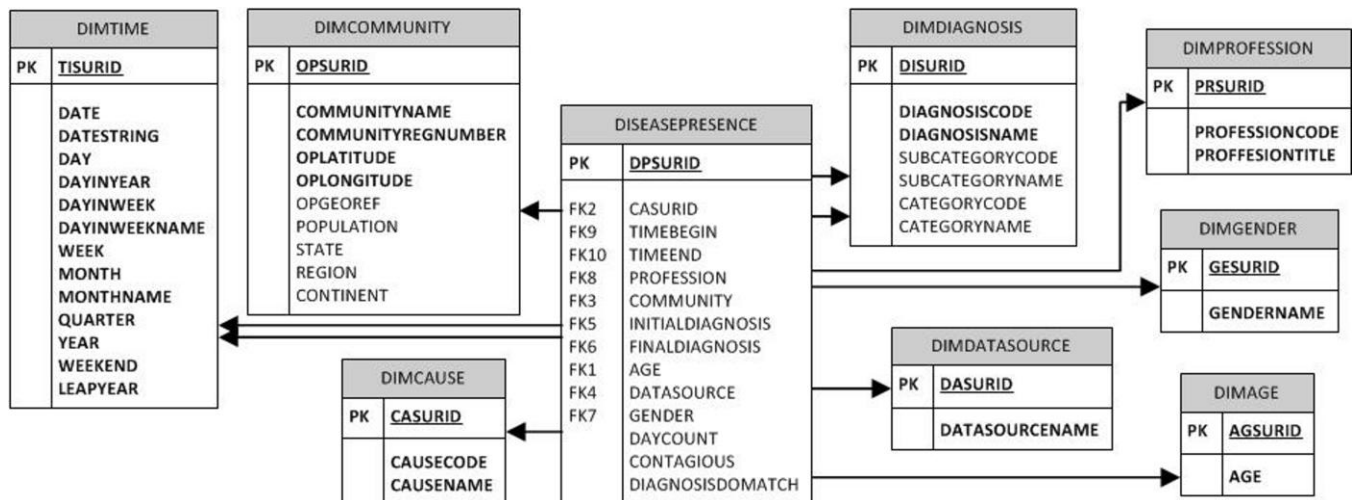 DIMTIME
PK TISURID
DATE
DATESTRING
DAY
DAYINYEAR
DAYINWEEK
DAYINWEEKNAME
WEEK
MONTH
MONTHNAME
QUARTER
YEAR
WEEKEND
LEAPYEAR
DIMCOMMUNITY
PK OPSURID
COMMUNITYNAME
COMMUNITYREGNUMBER
OPLATITUDE
OPLONGITUDE
OPGEOREF
POPULATION
STATE
REGION
CONTINENT
DIMCAUSE
PK CASURID
CAUSECODE
CAUSENAME
DISEASEPRESENCE
PK DPSURID
FK2 CASURID
FK9 TIMEBEGIN
FK10 TIMEEND
FK8 PROFESSION
FK3 COMMUNITY
FK5 INITIALDIAGNOSIS
FK6 FINALDIAGNOSIS
FK1 AGE
FK4 DATASOURCE
FK7 GENDER
DAYCOUNT
CONTAGIOUS
DIAGNOSISDOMATCH
DIMDIAGNOSIS
PK DISURID
DIAGNOSISCODE
DIAGNOSISNAME
SUBCATEGORYCODE
SUBCATEGORYNAME
CATEGORYCODE
CATEGORYNAME
DIMPROFESSION
PK PRSURID
PROFESSIONCODE
PROFFESIONTITLE
DIMGENDER
PK GESURID
GENDERNAME
DIMDATASOURCE
PK DASURID
DATASOURCENAME
DIMAGE
PK AGSURID
AGE